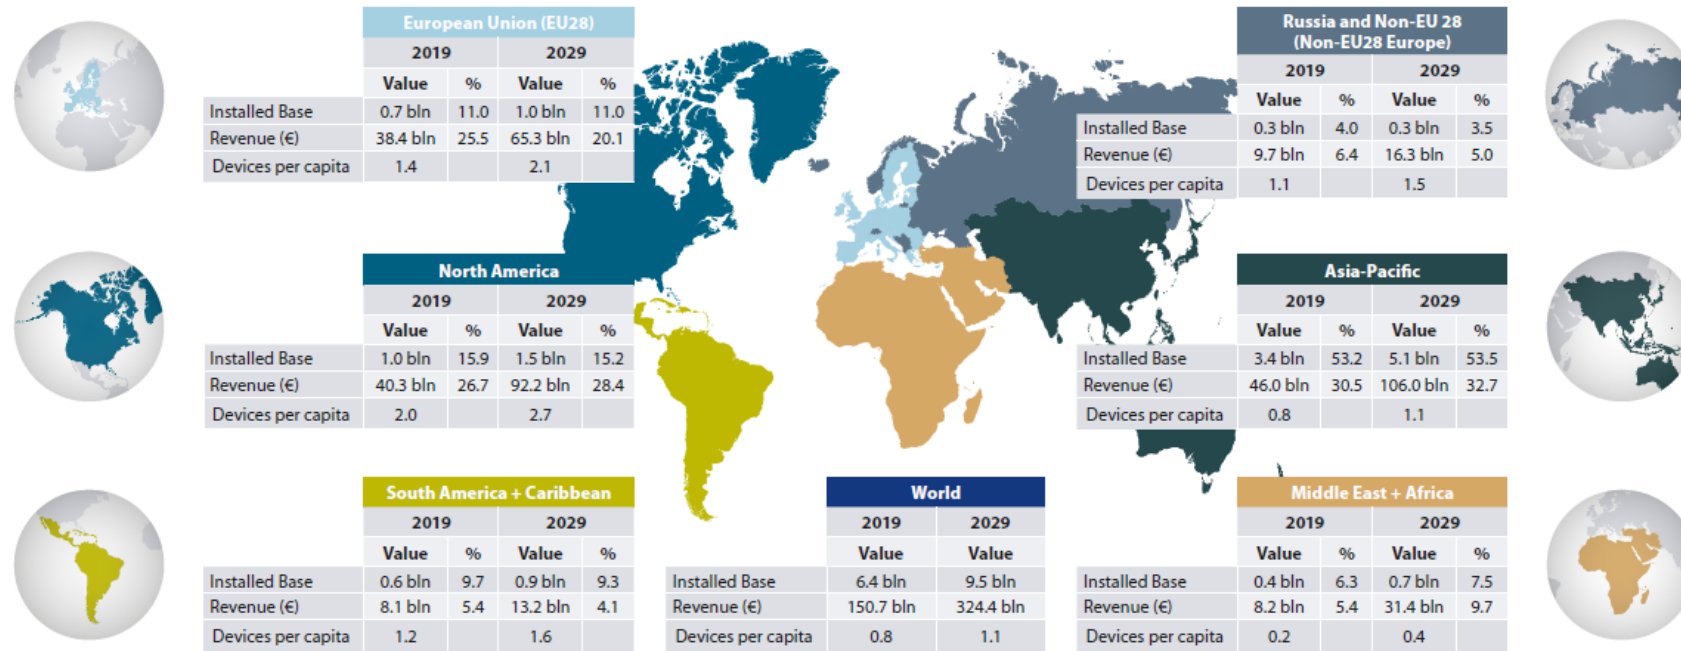 European Union (EU28)
2019 2029
Value % Value %
Installed Base 0.7 bln 11.0 1.0 bln 11.0
Revenue (€) 38.4 bln 25.5 65.3 bln 20.1
Devices per capita 1.4 2.1
Russia and Non-EU 28
(Non-EU28 Europe)
2019 2029
Value % Value %
Installed Base 0.3 bln 4.0 0.3 bln 3.5
Revenue (€) 9.7 bln 6.4 16.3 bln 5.0
Devices per capita 1.1 1.5
North America
2019 2029
Value % Value %
Installed Base 1.0 bln 15.9 1.5 bln 15.2
Revenue (€) 40.3 bln 26.7 92.2 bln 28.4
Devices per capita 2.0 2.7
Asia-Pacific
2019 2029
Value % Value %
Installed Base 3.4 bln 53.2 5.1 bln 53.5
Revenue (€) 46.0 bln 30.5 106.0 bln 32.7
Devices per capita 0.8 1.1
South America + Caribbean
2019 2029
Value % Value %
Installed Base 0.6 bln 9.7 0.9 bln 9.3
Revenue (€) 8.1 bln 5.4 13.2 bln 4.1
Devices per capita 1.2 1.6
World
2019 2029
Value Value
Installed Base 6.4 bln 9.5 bln
Revenue (€) 150.7 bln 324.4 bln
Devices per capita 0.8 1.1
Middle East + Africa
2019 2029
Value % Value %
Installed Base 0.4 bln 6.3 0.7 bln 7.5
Revenue (€) 8.2 bln 5.4 31.4 bln 9.7
Devices per capita 0.2 0.4